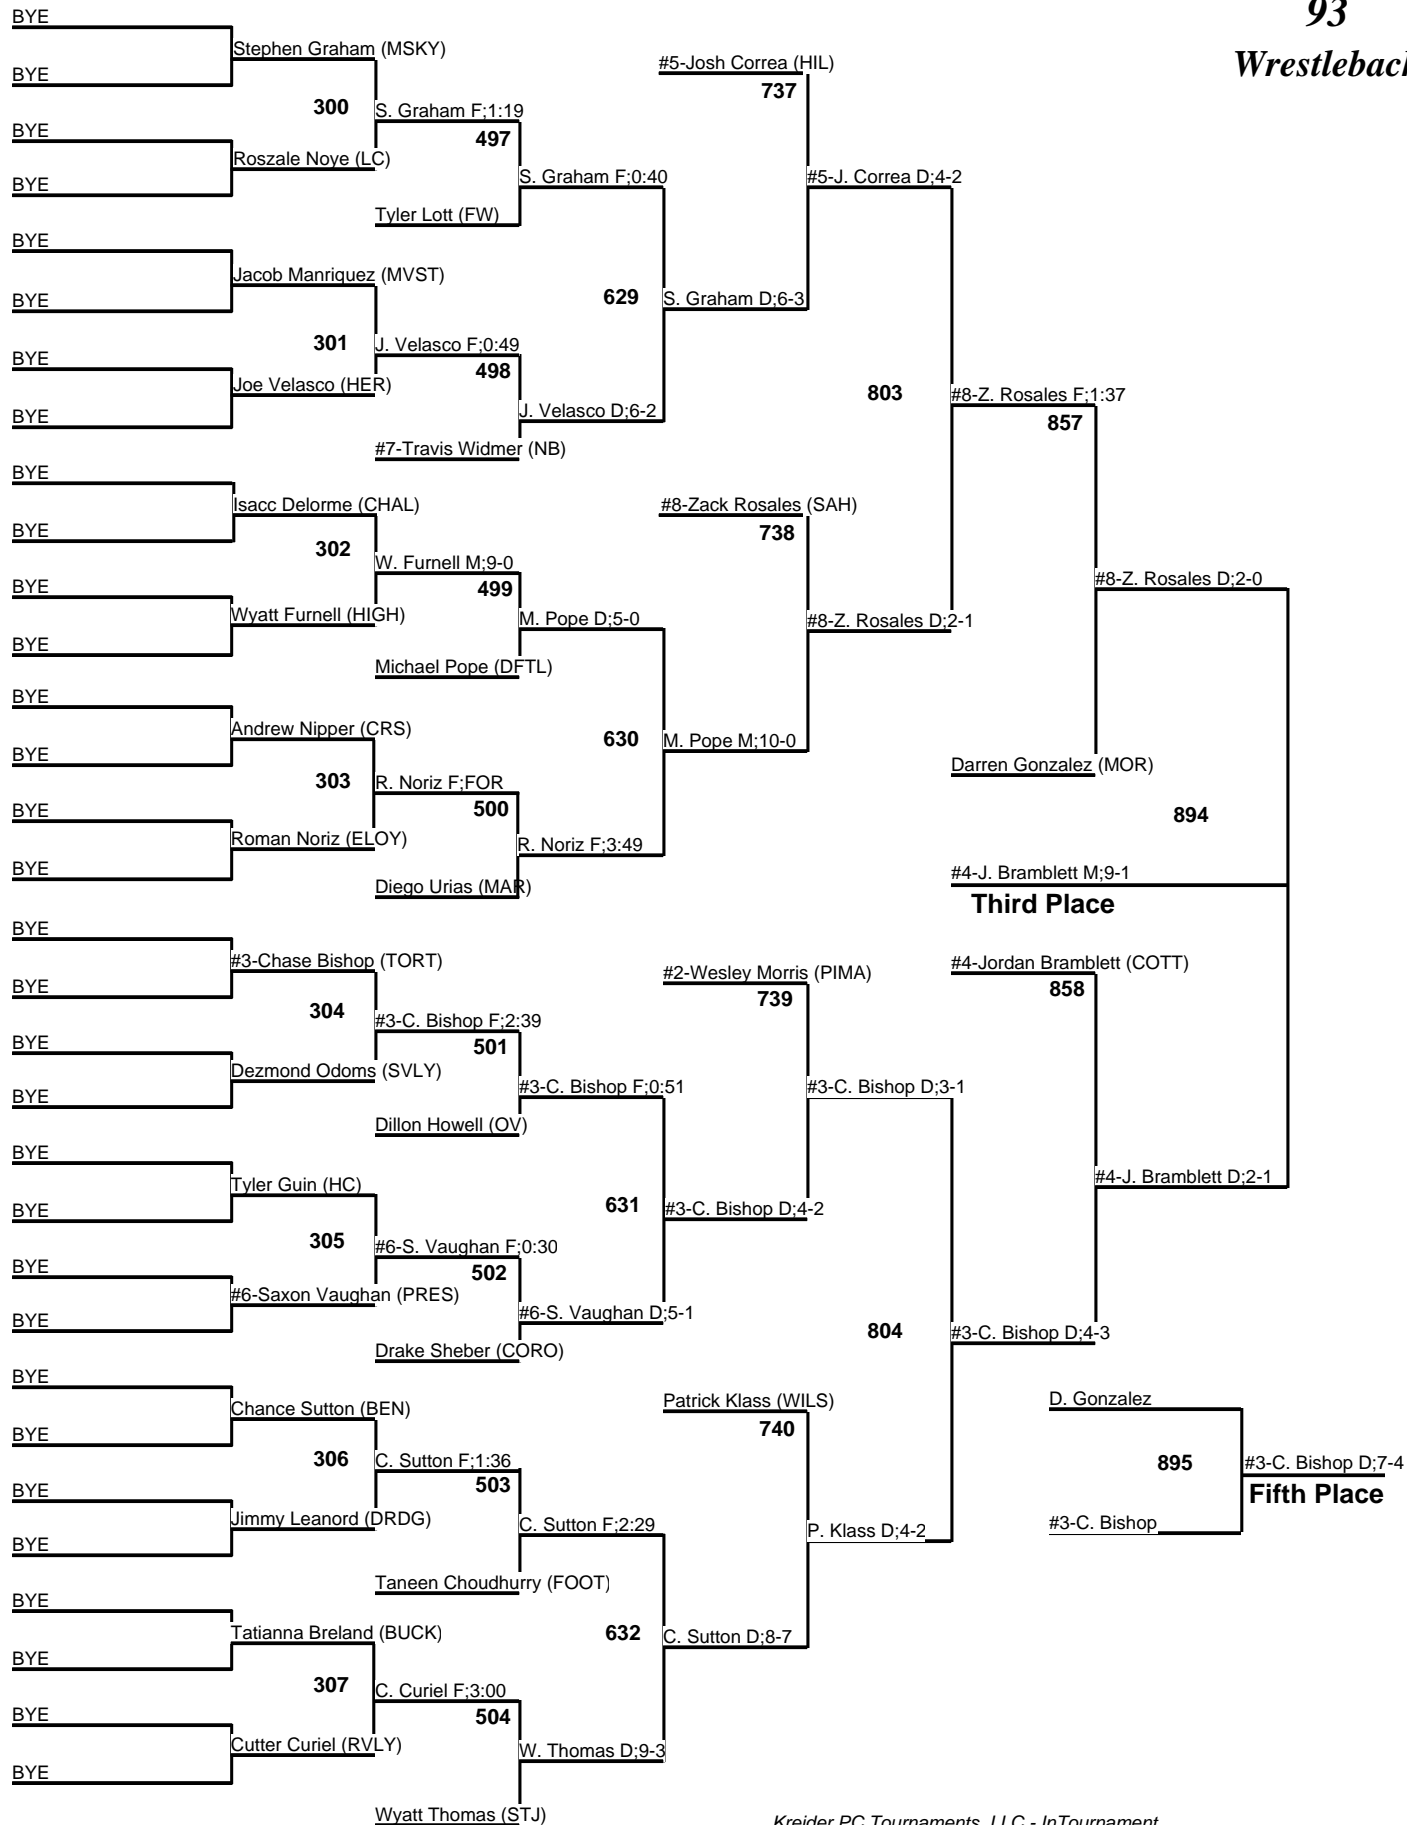 93
Wrestleback
BYE
Stephen Graham (MSKY)
BYE
300
S. Graham F;1:19
BYE
497
Roszale Noye (LC)
BYE
S. Graham F;0:40
Tyler Lott (FW)
#5-Josh Correa (HIL)
737
#5-J. Correa D;4-2
BYE
Jacob Manriquez (MVST)
BYE
629
S. Graham D;6-3
301
J. Velasco F;0:49
BYE
498
Joe Velasco (HER)
BYE
J. Velasco D;6-2
#7-Travis Widmer (NB)
803
#8-Z. Rosales F;1:37
857
BYE
Isacc Delorme (CHAL)
BYE
302
W. Furnell M;9-0
BYE
499
Wyatt Furnell (HIGH)
BYE
M. Pope D;5-0
Michael Pope (DFTL)
#8-Zack Rosales (SAH)
738
#8-Z. Rosales D;2-1
#8-Z. Rosales D;2-0
BYE
Andrew Nipper (CRS)
BYE
630
M. Pope M;10-0
303
R. Noriz F;FOR
BYE
500
Roman Noriz (ELOY)
BYE
R. Noriz F;3:49
Diego Urias (MAR)
Darren Gonzalez (MOR)
894
#4-J. Bramblett M;9-1
Third Place
BYE
#3-Chase Bishop (TORT)
BYE
304
#3-C. Bishop F;2:39
BYE
501
Dezmond Odoms (SVLY)
BYE
#3-C. Bishop F;0:51
Dillon Howell (OV)
#2-Wesley Morris (PIMA)
739
#3-C. Bishop D;3-1
#4-Jordan Bramblett (COTT)
858
#4-J. Bramblett D;2-1
BYE
Tyler Guin (HC)
BYE
631
#3-C. Bishop D;4-2
305
#6-S. Vaughan F;0:30
BYE
502
#6-Saxon Vaughan (PRES)
BYE
#6-S. Vaughan D;5-1
Drake Sheber (CORO)
804
#3-C. Bishop D;4-3
BYE
Chance Sutton (BEN)
BYE
306
C. Sutton F;1:36
BYE
503
Jimmy Leanord (DRDG)
BYE
C. Sutton F;2:29
Taneen Choudhurry (FOOT)
Patrick Klass (WILS)
740
P. Klass D;4-2
D. Gonzalez
895
#3-C. Bishop D;7-4
Fifth Place
#3-C. Bishop
BYE
Tatianna Breland (BUCK)
BYE
632
C. Sutton D;8-7
307
C. Curiel F;3:00
BYE
504
Cutter Curiel (RVLY)
BYE
W. Thomas D;9-3
Wyatt Thomas (STJ)
Kreider PC Tournaments, LLC - InTournament